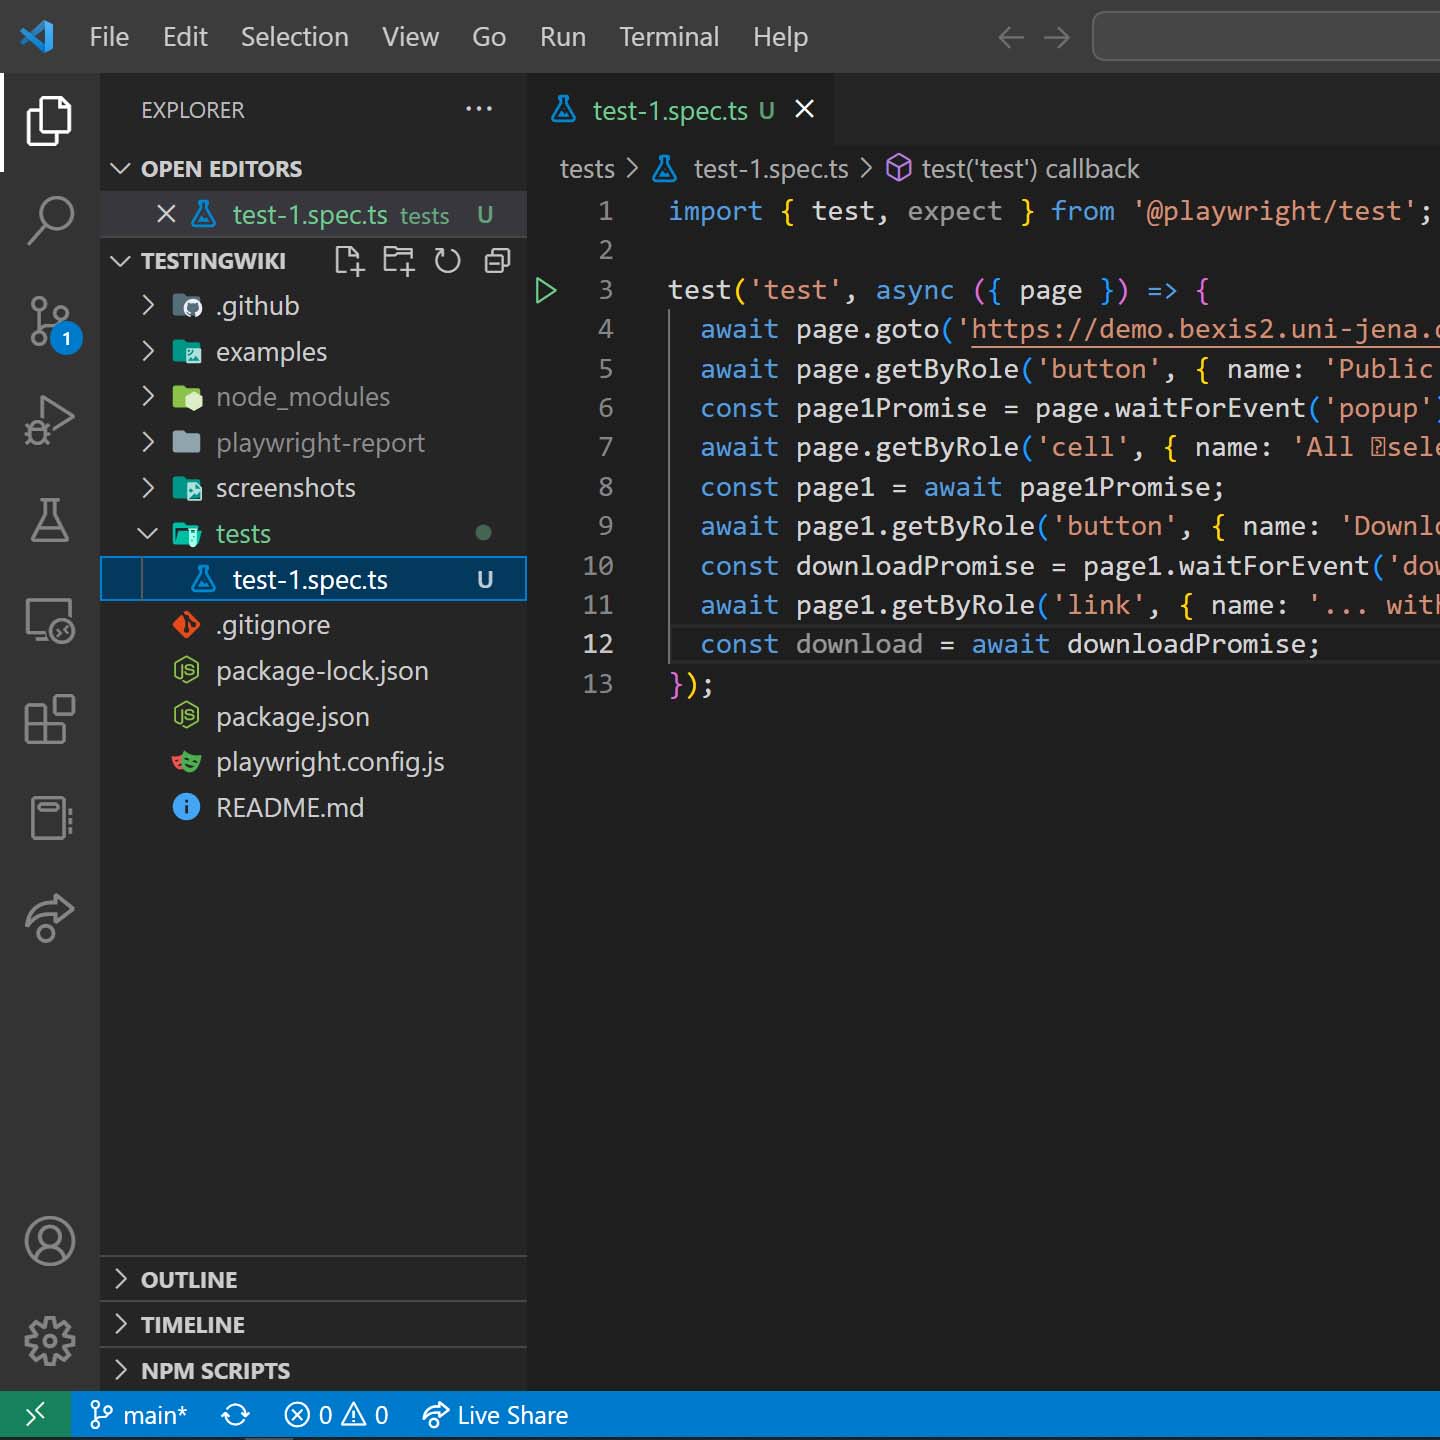 File Edit Selection View Go Run Terminal Help
EXPLORER
OPEN EDITORS
test-1.spec.ts tests U
TESTINGWIKI
.github
examples
node_modules
playwright-report
screenshots
tests
test-1.spec.ts U
.gitignore
package-lock.json
package.json
playwright.config.js
README.md
OUTLINE
TIMELINE
NPM SCRIPTS
test-1.spec.ts U
tests > test-1.spec.ts > test('test') callback
1 import { test, expect } from '@playwright/test';
2
3 test('test', async ({ page }) => {
4 await page.goto('https://demo.bexis2.uni-jena.
5 await page.getByRole('button', { name: 'Public
6 const page1Promise = page.waitForEvent('popup')
7 await page.getByRole('cell', { name: 'All sele
8 const page1 = await page1Promise;
9 await page1.getByRole('button', { name: 'Downlo
10 const downloadPromise = page1.waitForEvent('dow
11 await page1.getByRole('link', { name: '... with
12 const download = await downloadPromise;
13 });
1
main* 0 0 Live Share